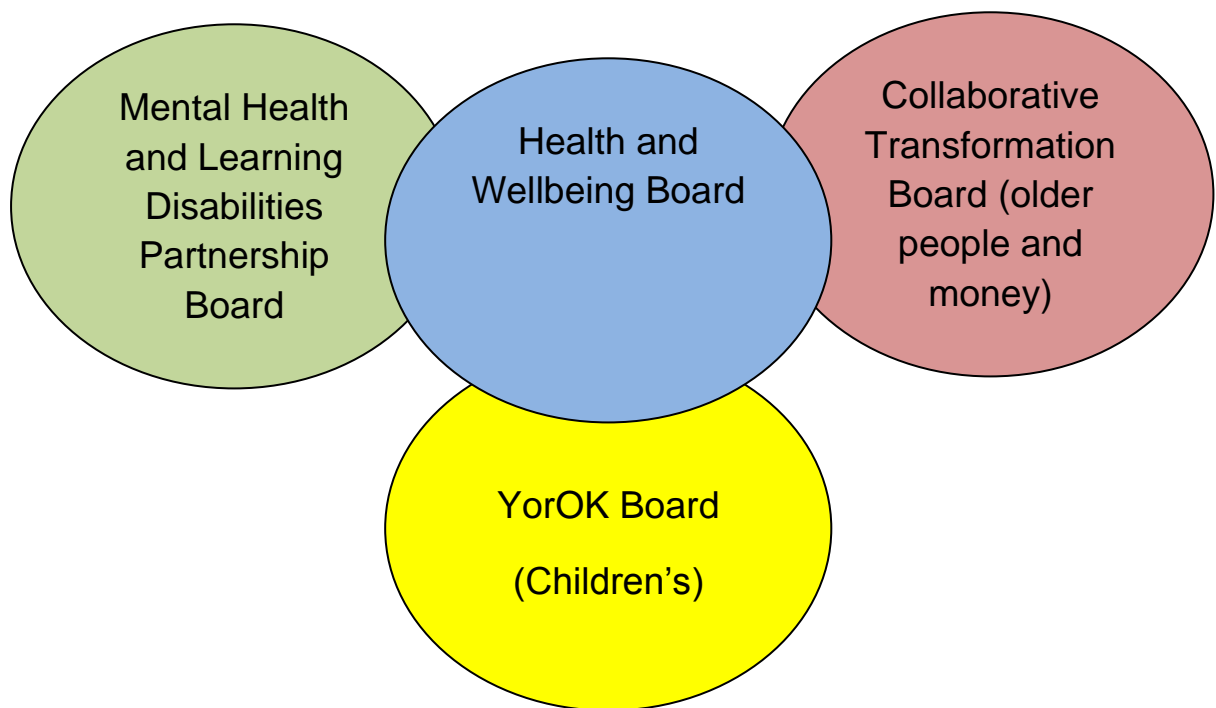 Mental Health
and Learning
Disabilities
Partnership
Board
Health and
Wellbeing Board
Collaborative
Transformation
Board (older
people and
money)
YorOK Board
(Children’s)